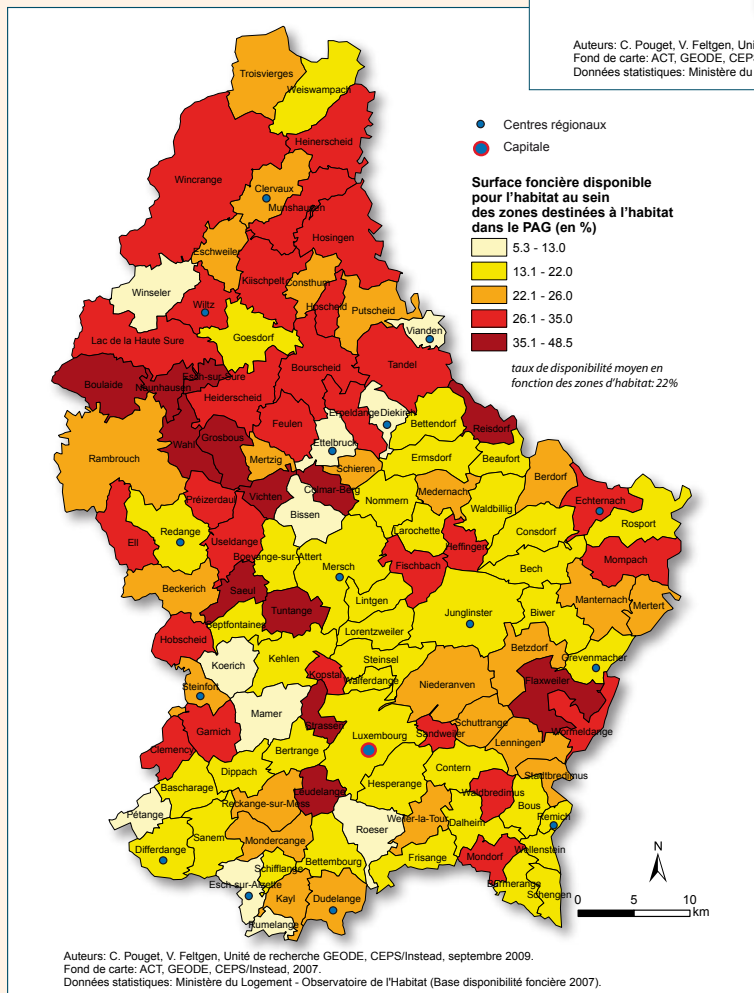 Auteurs: C. Pouget, V. Feltgen, Uni
Fond de carte: ACT, GEODE, CEPS
Données statistiques: Ministère du
Centres régionaux
Capitale
Surface foncière disponible
pour l'habitat au sein
des zones destinées à l'habitat
dans le PAG (en %)
5.3 - 13.0
13.1 - 22.0
22.1 - 26.0
26.1 - 35.0
35.1 - 48.5
taux de disponibilité moyen en
fonction des zones d'habitat: 22%
Troisvierges
Weiswampach
Heinerscheid
Wincrange
Clervaux
Munshausen
Hosingen
Eschweiler
Kiischpelt
Consthum
Hoscheid
Putscheid
Winseler
Wiltz
Goesdorf
Vianden
Lac de la Haute Sure
Bourscheid
Tandel
Boulaide
Neunhausen
Esch-sur-Sure
Heiderscheid
Feulen
Erpeldange
Diekirch
Bettendorf
Reisdorf
Ettelbruck
Wahl
Grosbous
Mertzig
Schieren
Ermsdorf
Beaufort
Rambrouch
Préizerdaul
Vichten
Colmar-Berg
Bissen
Nommern
Medernach
Waldbillig
Berdorf
Echternach
Rosport
Ell
Redange
Useldange
Boevange-sur-Attert
Larochette
Heffingen
Consdorf
Mersch
Fischbach
Bech
Mompach
Beckerich
Saeul
Tuntange
Lintgen
Junglinster
Biwer
Manternach
Mertert
Septfontaines
Lorentzweiler
Hobscheid
Koerich
Kehlen
Steinsel
Betzdorf
Grevenmacher
Steinfort
Kopstal
Walferdange
Niederanven
Flaxweiler
Mamer
Strassen
Luxembourg
Sandweiler
Schuttrange
Wormeldange
Clemency
Garnich
Bertrange
Lenningen
Contern
Stadtbredimus
Dippach
Hesperange
Bascharage
Leudelange
Waldbredimus
Bous
Reckange-sur-Mess
Remich
Pétange
Roeser
Weiler-la-Tour
Dalheim
Sanem
Mondercange
Wellenstein
Differdange
Bettembourg
Frisange
Mondorf
Schifflange
Burmerange
Esch-sur-Alzette
Kayl
Dudelange
Schengen
Rumelange
N
0 5 10
km
Auteurs: C. Pouget, V. Feltgen, Unité de recherche GEODE, CEPS/Instead, septembre 2009.
Fond de carte: ACT, GEODE, CEPS/Instead, 2007.
Données statistiques: Ministère du Logement - Observatoire de l'Habitat (Base disponibilité foncière 2007).